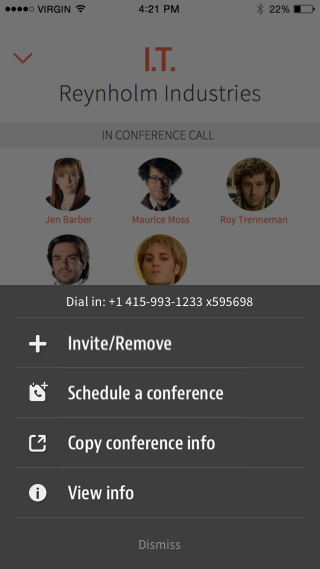 VIRGIN 4:21 PM 22%
I.T.
Reynholm Industries
IN CONFERENCE CALL
Jen Barber Maurice Moss Roy Trenneman
Dial in: +1 415-993-1233 x595698
Invite/Remove
Schedule a conference
Copy conference info
View info
Dismiss